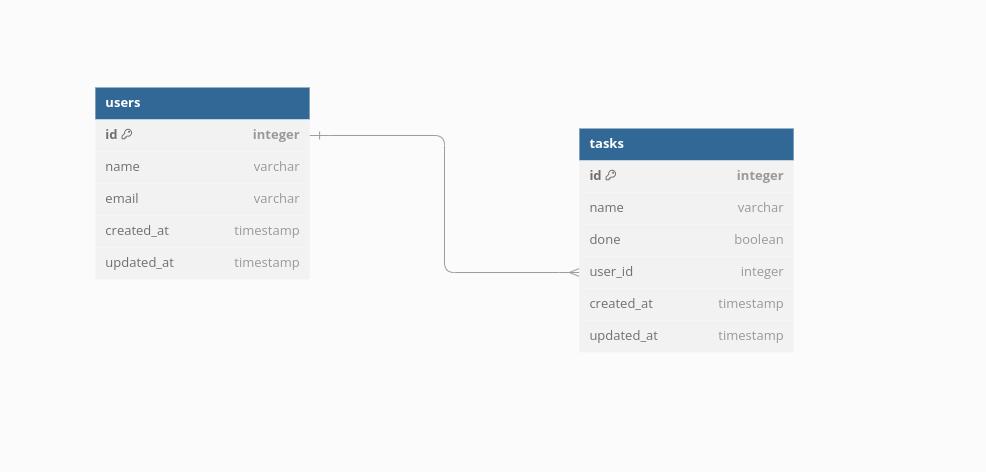 users
id integer
name varchar
email varchar
created_at timestamp
updated_at timestamp
tasks
id integer
name varchar
done boolean
user_id integer
created_at timestamp
updated_at timestamp